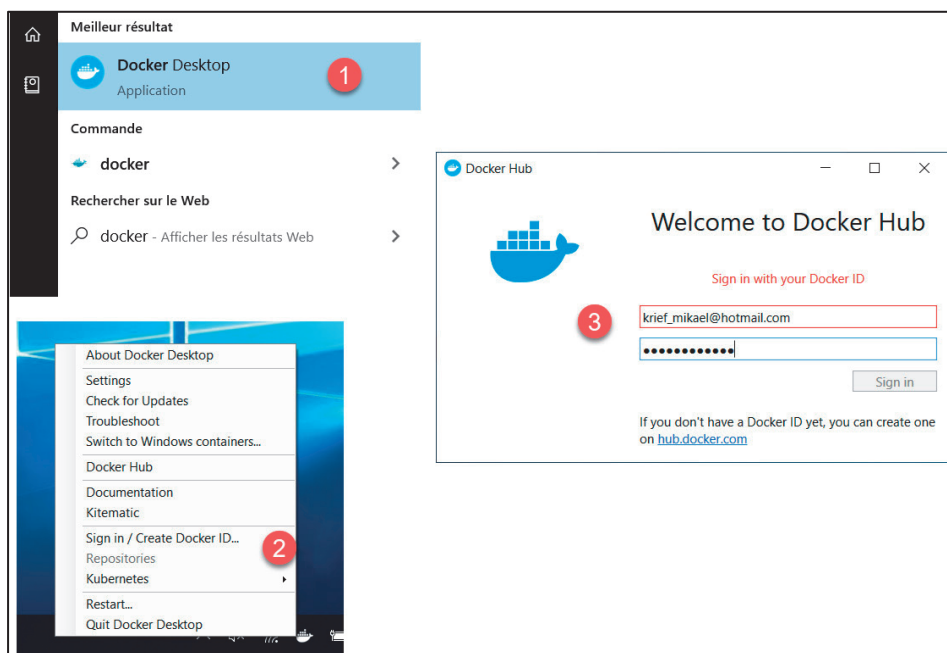 Meilleur résultat
Docker Desktop
Application
1
Commande
docker
Rechercher sur le Web
docker - Afficher les résultats Web
About Docker Desktop
Settings
Check for Updates
Troubleshoot
Switch to Windows containers...
Docker Hub
Documentation
Kitematic
Sign in / Create Docker ID...
2
Repositories
Kubernetes
Restart...
Quit Docker Desktop
Docker Hub
Welcome to Docker Hub
Sign in with your Docker ID
3
krief_mikael@hotmail.com
••••••••••••
Sign in
If you don't have a Docker ID yet, you can create one
on hub.docker.com